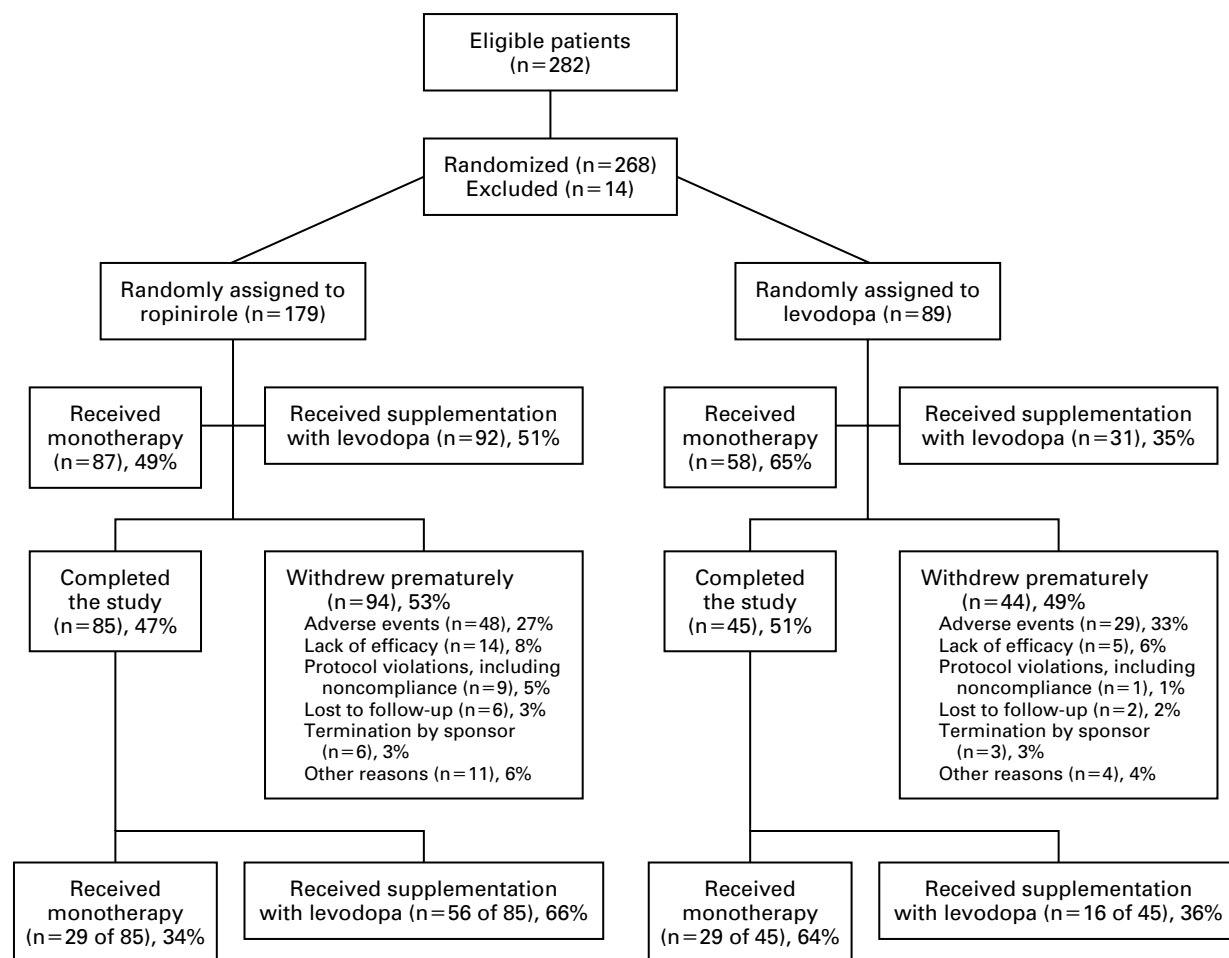 Eligible patients
(n=282)
Randomized (n=268)
Excluded (n=14)
Randomly assigned to
ropinirole (n=179)
Randomly assigned to
levodopa (n=89)
Received
monotherapy
(n=87), 49%
Received supplementation
with levodopa (n=92), 51%
Received
monotherapy
(n=58), 65%
Received supplementation
with levodopa (n=31), 35%
Completed
the study
(n=85), 47%
Withdrew prematurely
(n=94), 53%
Adverse events (n=48), 27%
Lack of efficacy (n=14), 8%
Protocol violations, including
noncompliance (n=9), 5%
Lost to follow-up (n=6), 3%
Termination by sponsor
(n=6), 3%
Other reasons (n=11), 6%
Completed
the study
(n=45), 51%
Withdrew prematurely
(n=44), 49%
Adverse events (n=29), 33%
Lack of efficacy (n=5), 6%
Protocol violations, including
noncompliance (n=1), 1%
Lost to follow-up (n=2), 2%
Termination by sponsor
(n=3), 3%
Other reasons (n=4), 4%
Received
monotherapy
(n=29 of 85), 34%
Received supplementation
with levodopa (n=56 of 85), 66%
Received
monotherapy
(n=29 of 45), 64%
Received supplementation
with levodopa (n=16 of 45), 36%